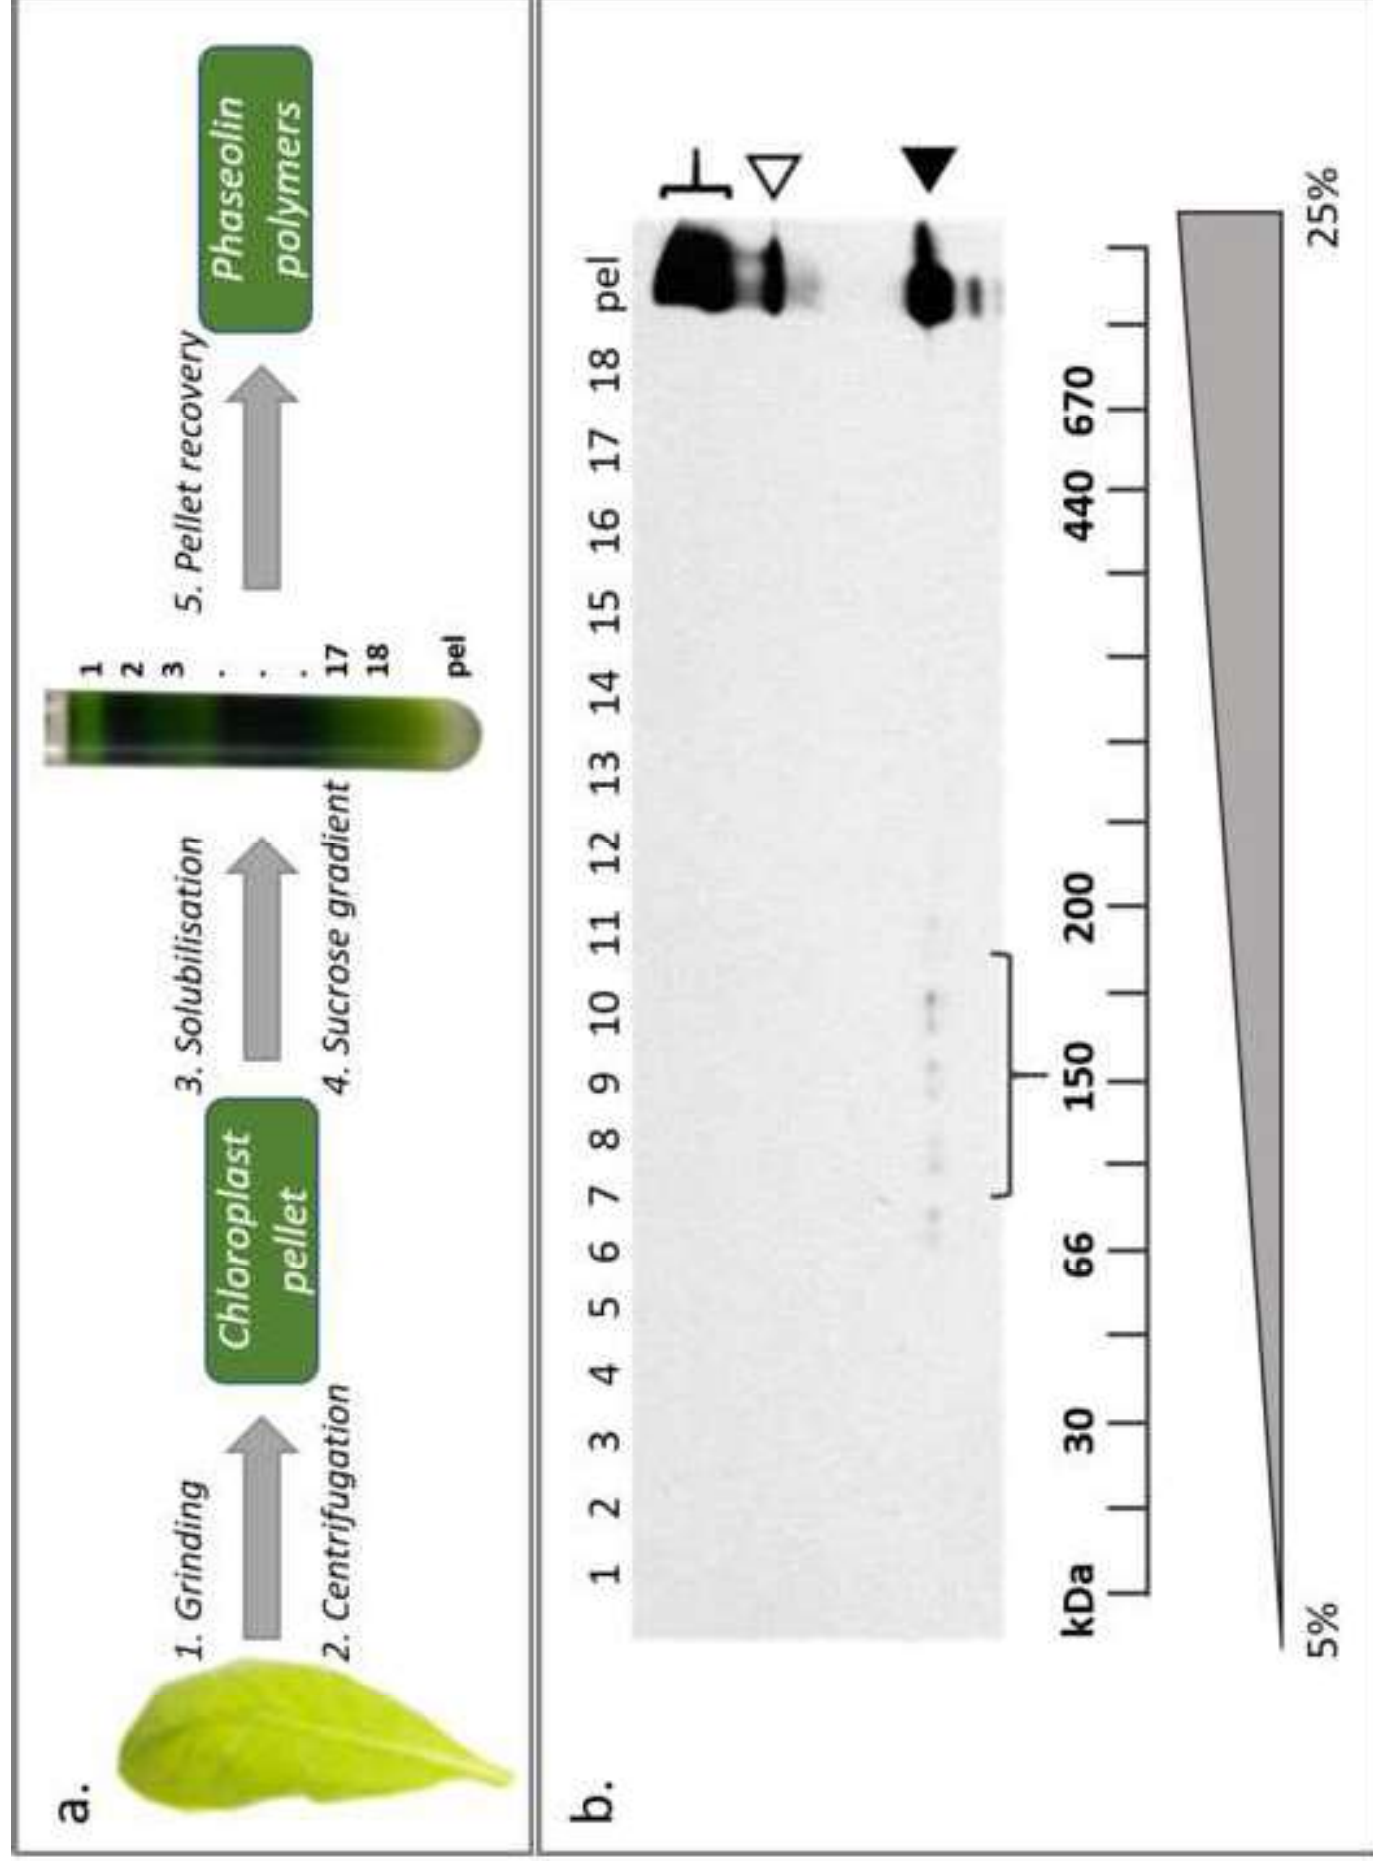 a.
1. Grinding
2. Centrifugation
Chloroplast
pellet
3. Solubilisation
4. Sucrose gradient
1
2
3
.
.
.
17
18
pel
5. Pellet recovery
Phaseolin
polymers
b.
1 2 3 4 5 6 7 8 9 10 11 12 13 14 15 16 17 18 pel
kDa 30 66 150 200 440 670
5% 25%